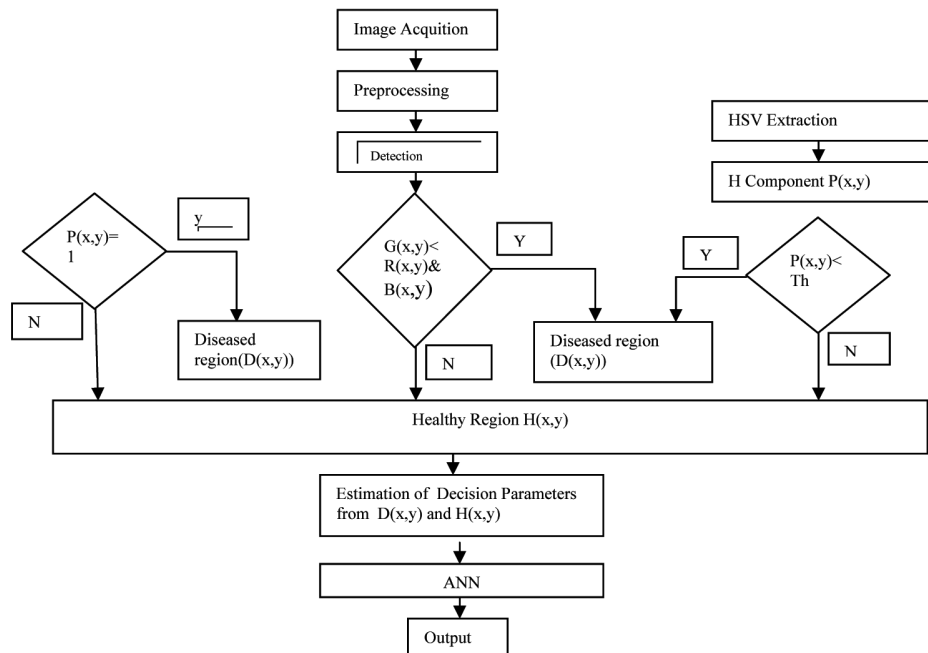 Image Acquition
Preprocessing
Detection
HSV Extraction
H Component P(x,y)
P(x,y)=
1
y
N
G(x,y)<
R(x,y)&
B(x,y)
Y
N
Y
P(x,y)<
Th
N
Diseased
region(D(x,y))
Diseased region
(D(x,y))
Healthy Region H(x,y)
Estimation of Decision Parameters
from D(x,y) and H(x,y)
ANN
Output